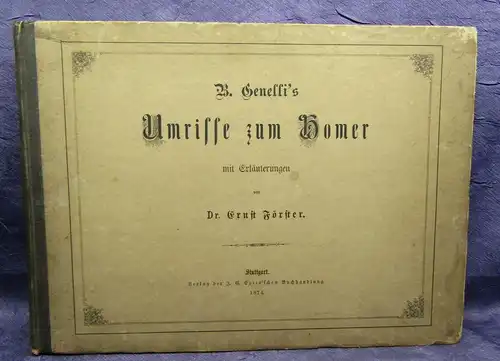 B. Genelli's
Umrisse zum Homer
mit Erläuterungen
von
Dr. Ernst Förster.
Stuttgart.
Verlag der J. G. Cotta'schen Buchhandlung
1874